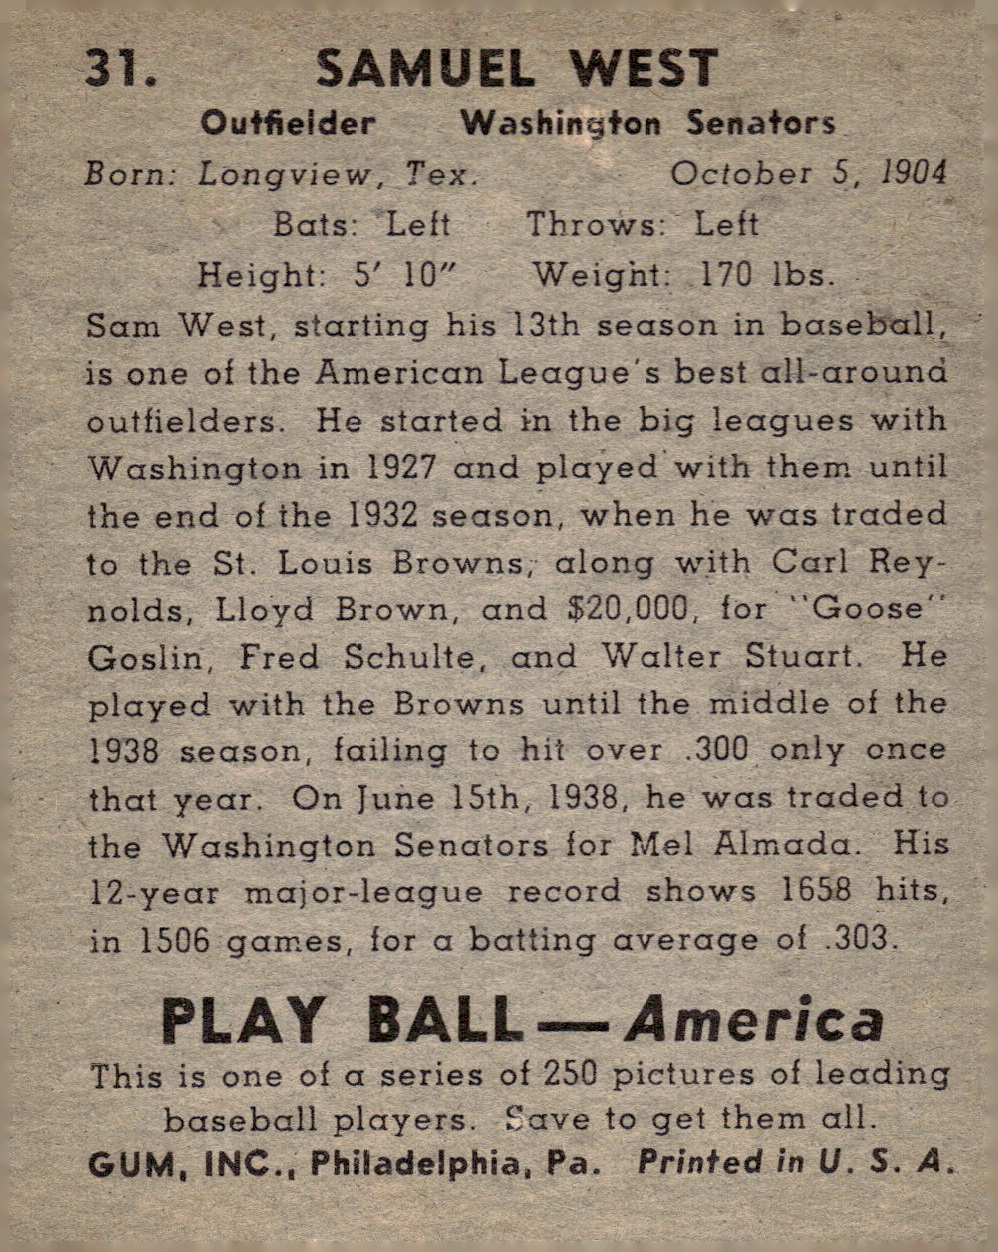 31. SAMUEL WEST
Outfielder Washington Senators
Born: Longview, Tex. October 5, 1904
Bats: Left Throws: Left
Height: 5′ 10″ Weight: 170 lbs.
Sam West, starting his 13th season in baseball,
is one of the American League's best all-around
outfielders. He started in the big leagues with
Washington in 1927 and played with them until
the end of the 1932 season, when he was traded
to the St. Louis Browns, along with Carl Rey-
nolds, Lloyd Brown, and $20,000, for "Goose"
Goslin, Fred Schulte, and Walter Stuart. He
played with the Browns until the middle of the
1938 season, failing to hit over .300 only once
that year. On June 15th, 1938, he was traded to
the Washington Senators for Mel Almada. His
12-year major-league record shows 1658 hits,
in 1506 games, for a batting average of .303.
PLAY BALL—America
This is one of a series of 250 pictures of leading
baseball players. Save to get them all.
GUM, INC., Philadelphia, Pa. Printed in U. S. A.